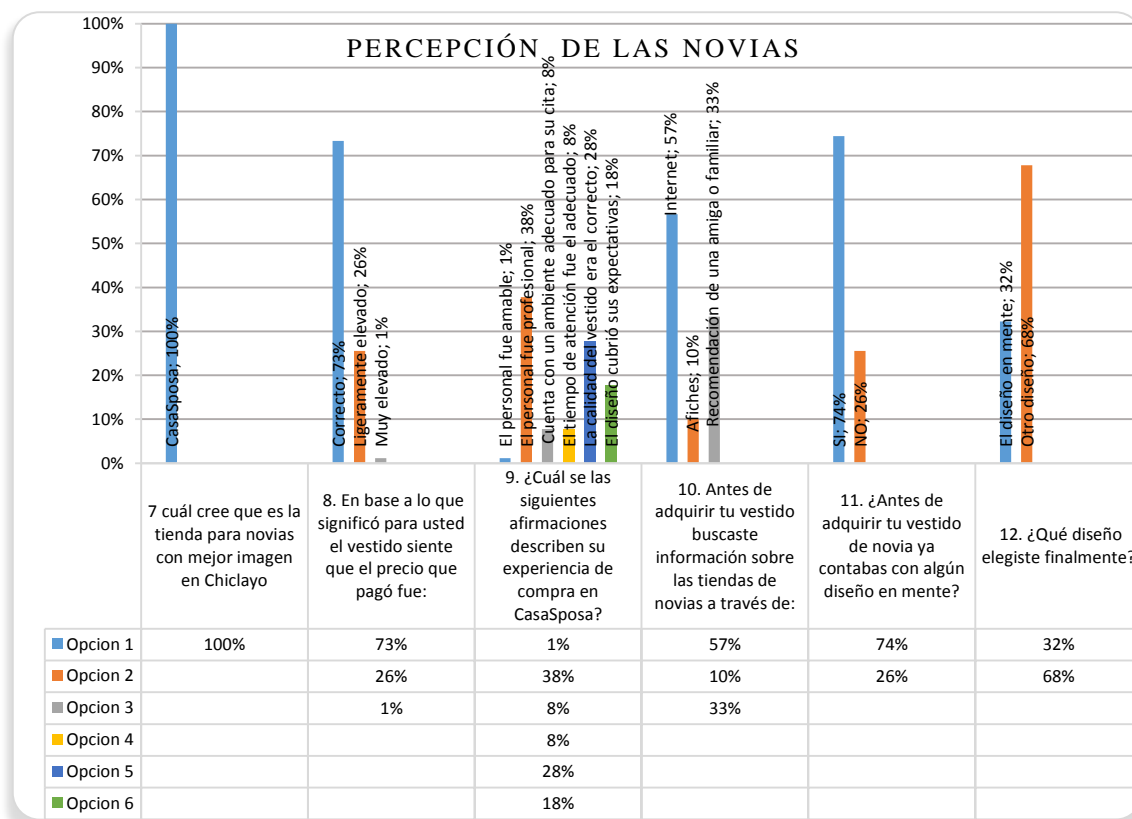 PERCEPCIÓN DE LAS NOVIAS
100%
90%
80%
70%
60%
50%
40%
30%
20%
10%
0%
CasaSposa; 100%
Correcto; 73%
Ligeramente elevado; 26%
Muy elevado; 1%
El personal fue amable; 1%
El personal fue profesional; 38%
Cuenta con un ambiente adecuado para su cita; 8%
El tiempo de atención fue el adecuado; 8%
La calidad del vestido era el correcto; 28%
El diseño cubrió sus expectativas; 18%
Internet; 57%
Afiches; 10%
Recomendación de una amiga o familiar; 33%
SI; 74%
NO; 26%
El diseño en mente; 32%
Otro diseño; 68%
7 cuál cree que es la
tienda para novias
con mejor imagen
en Chiclayo
8. En base a lo que
significó para usted
el vestido siente
que el precio que
pagó fue:
9. ¿Cuál se las
siguientes
afirmaciones
describen su
experiencia de
compra en
CasaSposa?
10. Antes de
adquirir tu vestido
buscaste
información sobre
las tiendas de
novias a través de:
11. ¿Antes de
adquirir tu vestido
de novia ya
contabas con algún
diseño en mente?
12. ¿Qué diseño
elegiste finalmente?
Opcion 1 100% 73% 1% 57% 74% 32%
Opcion 2 26% 38% 10% 26% 68%
Opcion 3 1% 8% 33%
Opcion 4 8%
Opcion 5 28%
Opcion 6 18%